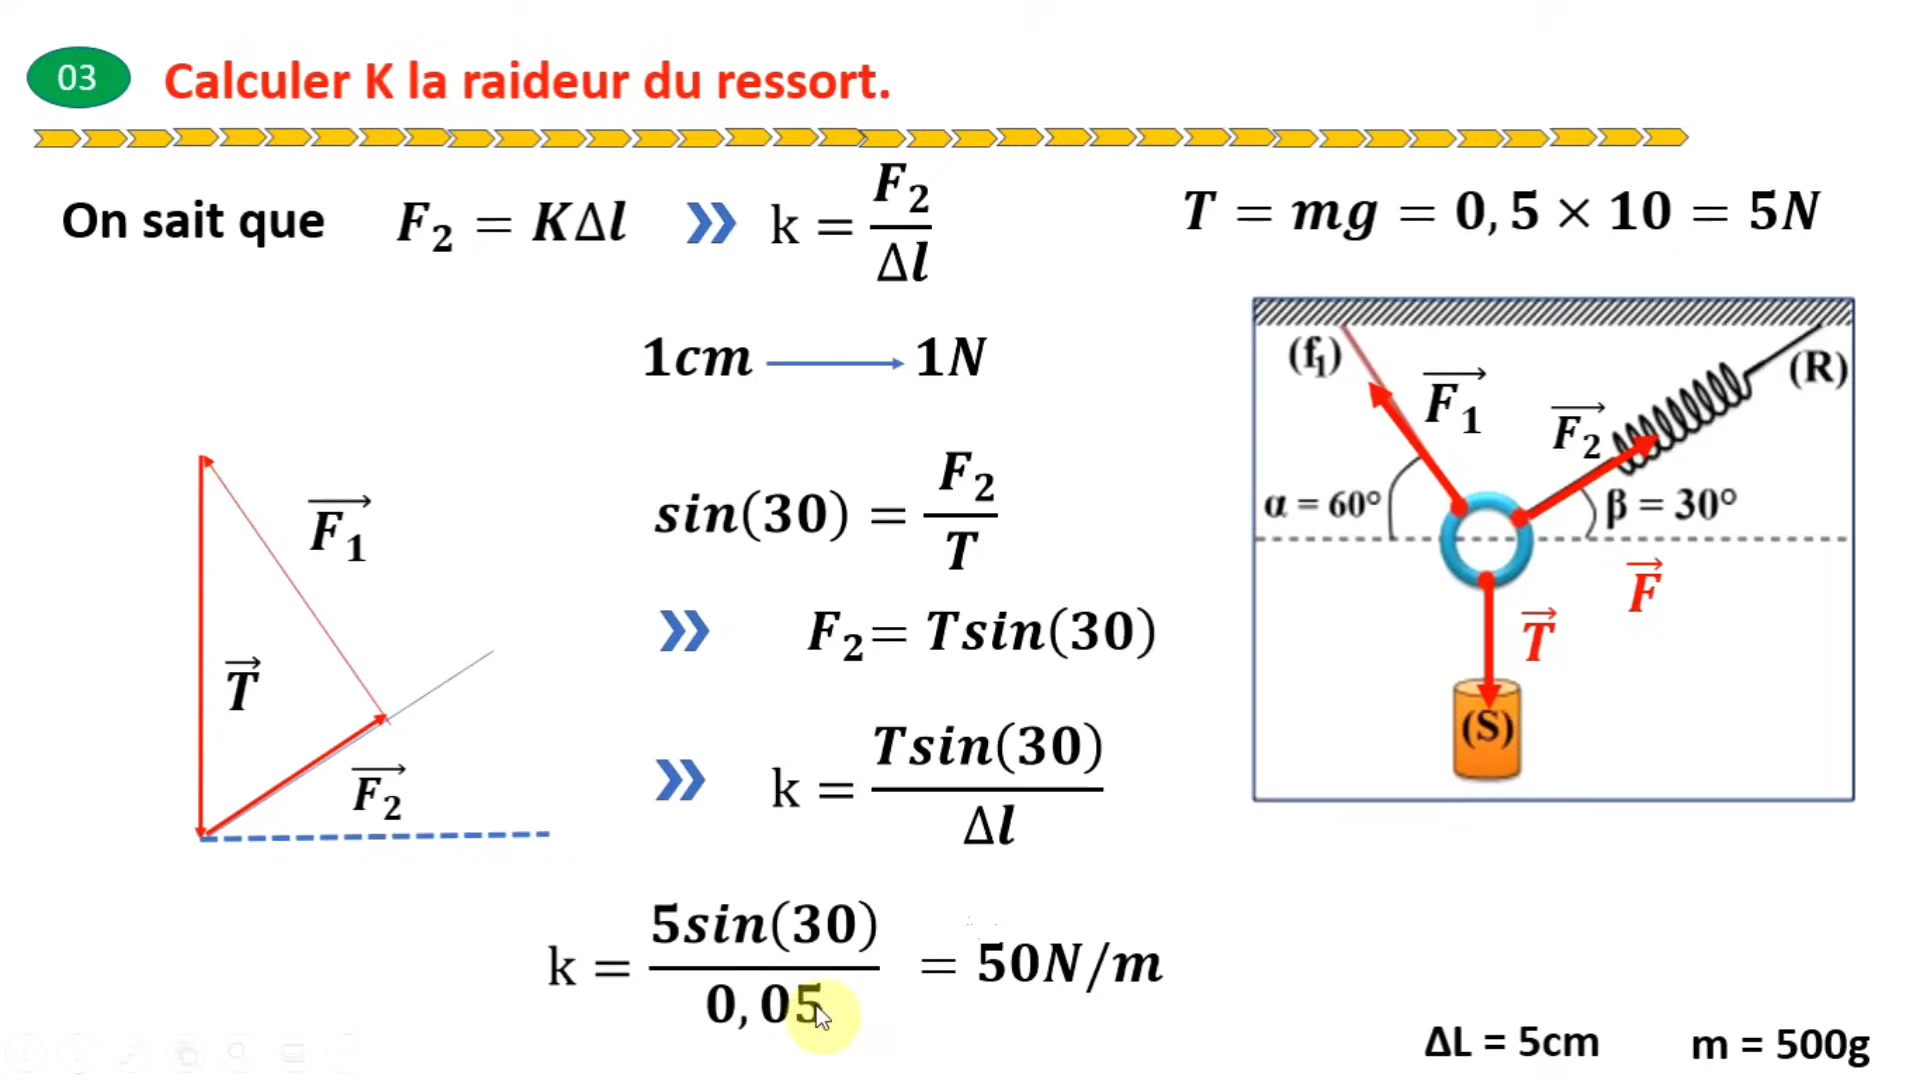 03 Calculer K la raideur du ressort.
On sait que F₂ = KΔl k = F₂/Δl T = mg = 0,5 × 10 = 5N
1cm → 1N
(f₁) F₁ F₂ (R)
α = 60° β = 30°
F
T
(S)
F₁
T
F₂
sin(30) = F₂/T
F₂= Tsin(30)
k = Tsin(30)/Δl
k = 5sin(30)/0,05 = 50N/m
ΔL = 5cm m = 500g